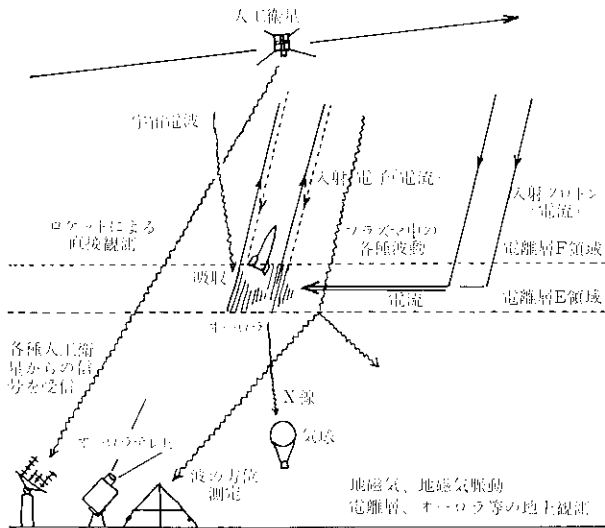 人工衛星
宇宙電波
入射電子(電流)
入射プロトン
(電流)
ロケットによる
直接観測
プラズマ中の
各種波動
電離層F領域
吸収
電流
電離層E領域
オーロラ
各種人工衛
星からの信
号を受信
X線
オーロラテレビ
気球
波の方位
測定
地磁気、地磁気脈動
電離層、オーロラ等の地上観測